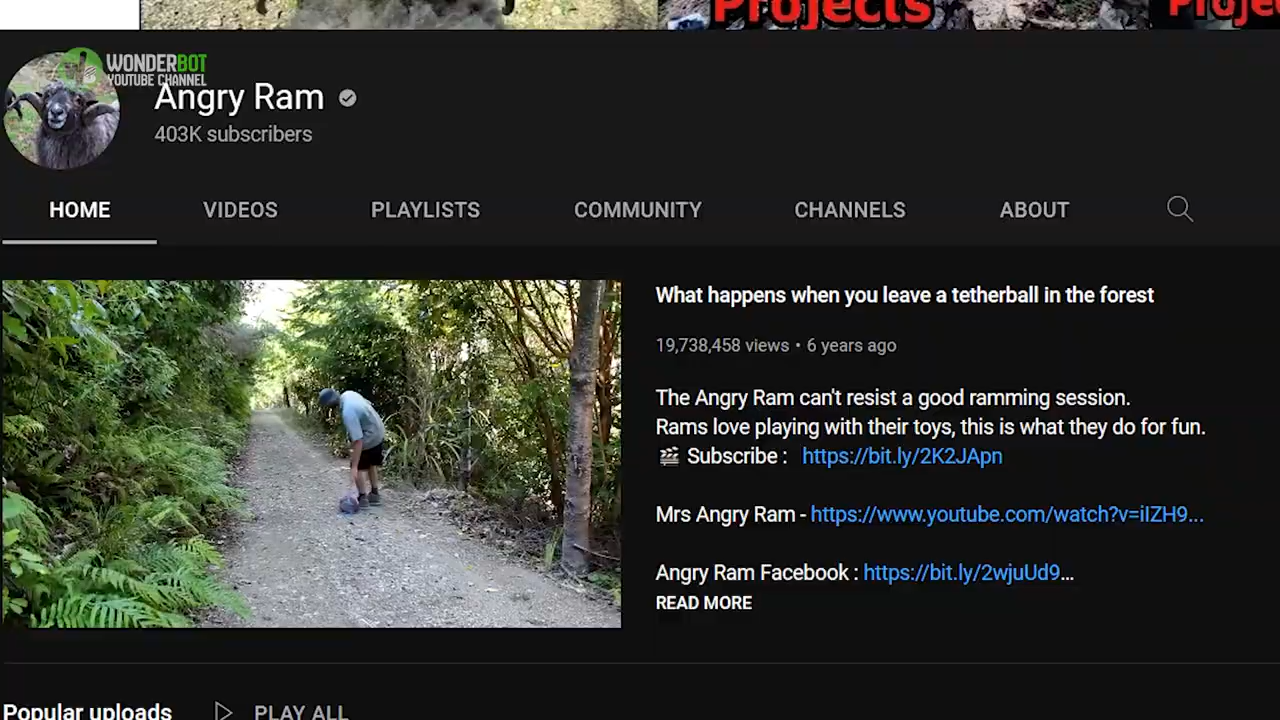 Projects
WONDERBOT
YOUTUBE CHANNEL
Angry Ram
403K subscribers
HOME VIDEOS PLAYLISTS COMMUNITY CHANNELS ABOUT
What happens when you leave a tetherball in the forest
19,738,458 views • 6 years ago
The Angry Ram can't resist a good ramming session.
Rams love playing with their toys, this is what they do for fun.
🎬 Subscribe : https://bit.ly/2K2JApn
Mrs Angry Ram - https://www.youtube.com/watch?v=iIZH9...
Angry Ram Facebook : https://bit.ly/2wjuUd9...
READ MORE
Popular uploads PLAY ALL